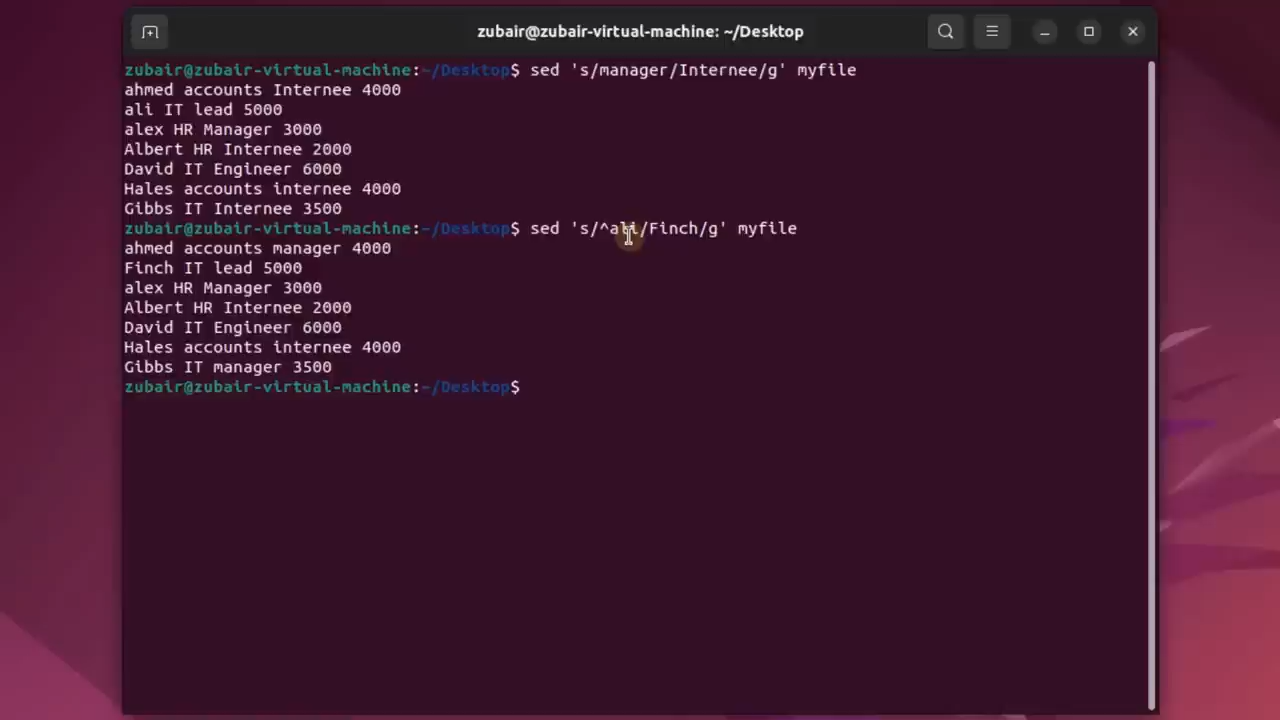 zubair@zubair-virtual-machine: ~/Desktop
zubair@zubair-virtual-machine:~/Desktop$ sed 's/manager/Internee/g' myfile
ahmed accounts Internee 4000
ali IT lead 5000
alex HR Manager 3000
Albert HR Internee 2000
David IT Engineer 6000
Hales accounts internee 4000
Gibbs IT Internee 3500
zubair@zubair-virtual-machine:~/Desktop$ sed 's/^ali/Finch/g' myfile
ahmed accounts manager 4000
Finch IT lead 5000
alex HR Manager 3000
Albert HR Internee 2000
David IT Engineer 6000
Hales accounts internee 4000
Gibbs IT manager 3500
zubair@zubair-virtual-machine:~/Desktop$